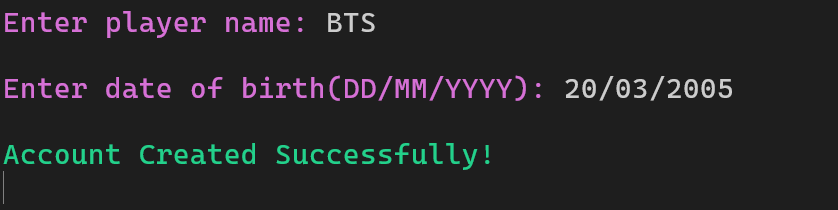 Enter player name: BTS
Enter date of birth(DD/MM/YYYY): 20/03/2005
Account Created Successfully!